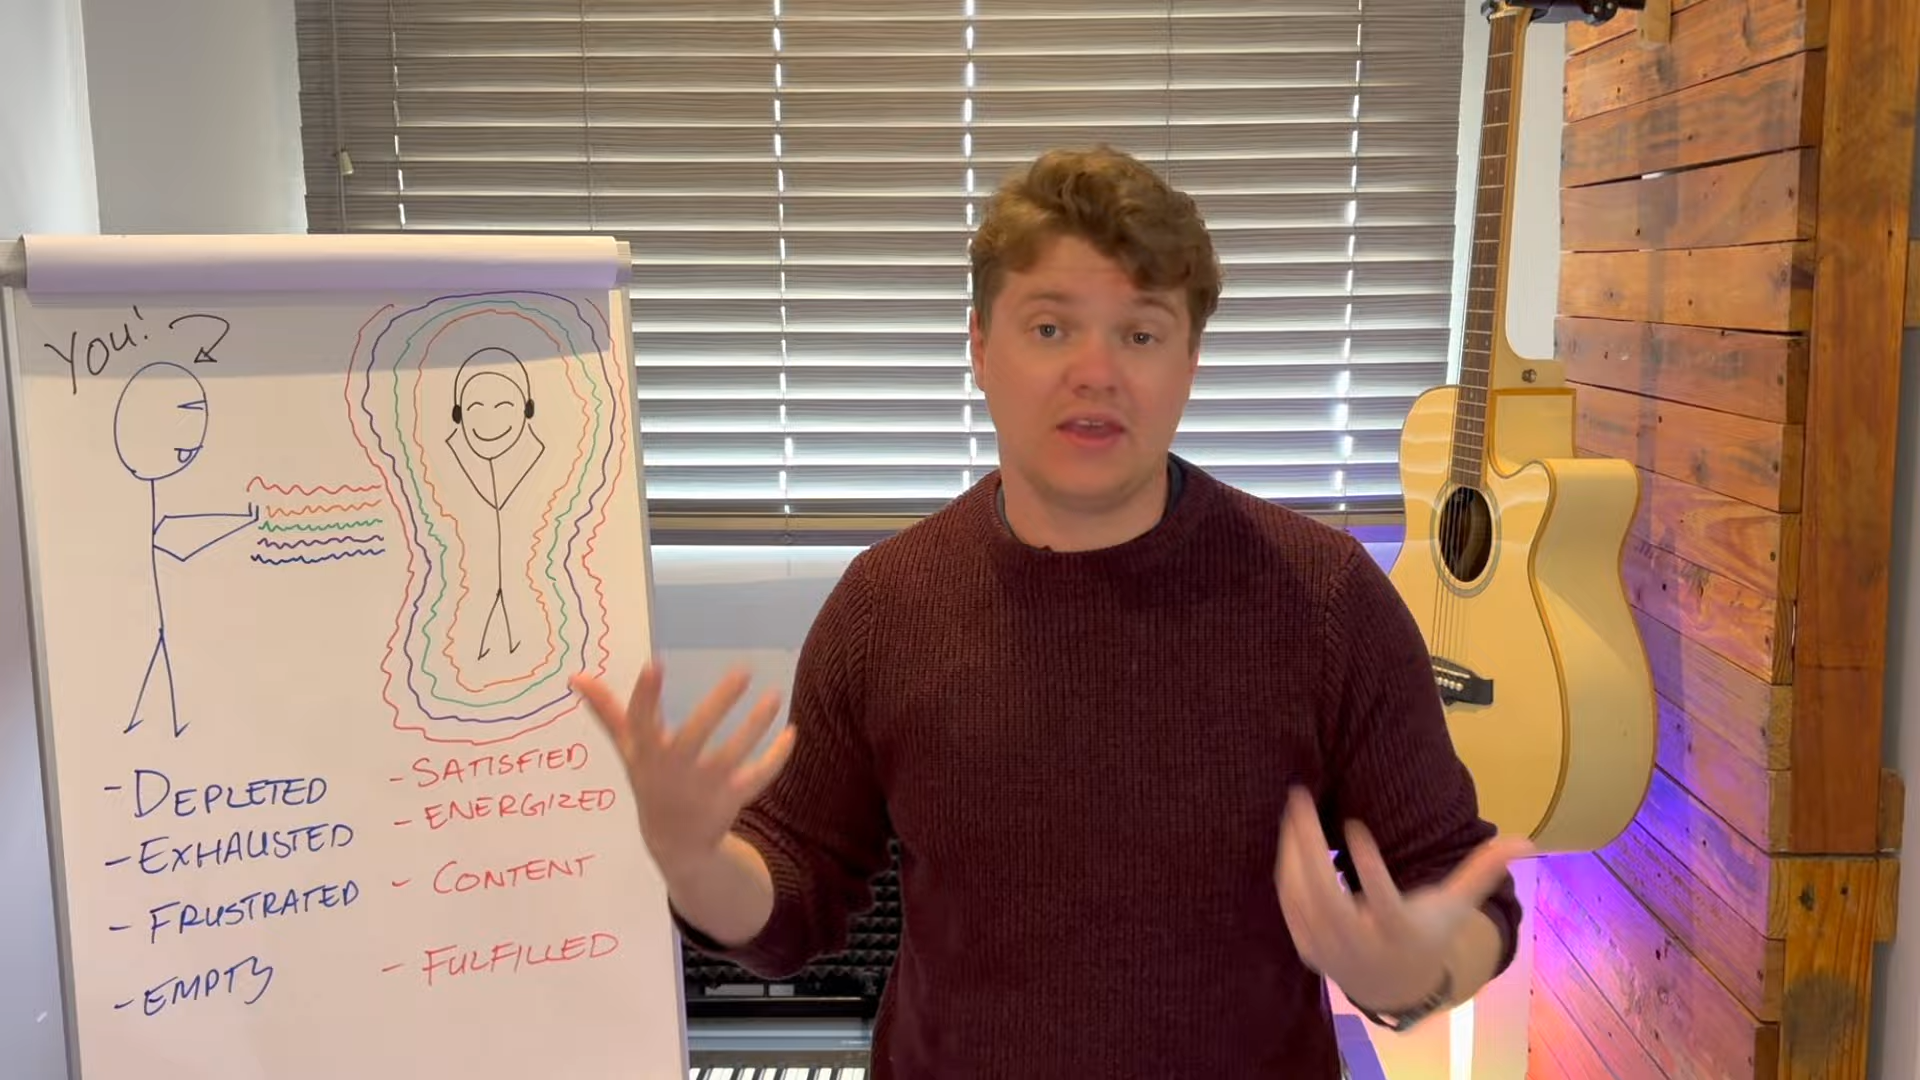 You!
- DEPLETED
- EXHAUSTED
- FRUSTRATED
- EMPTY
- SATISFIED
- ENERGIZED
- CONTENT
- FULFILLED